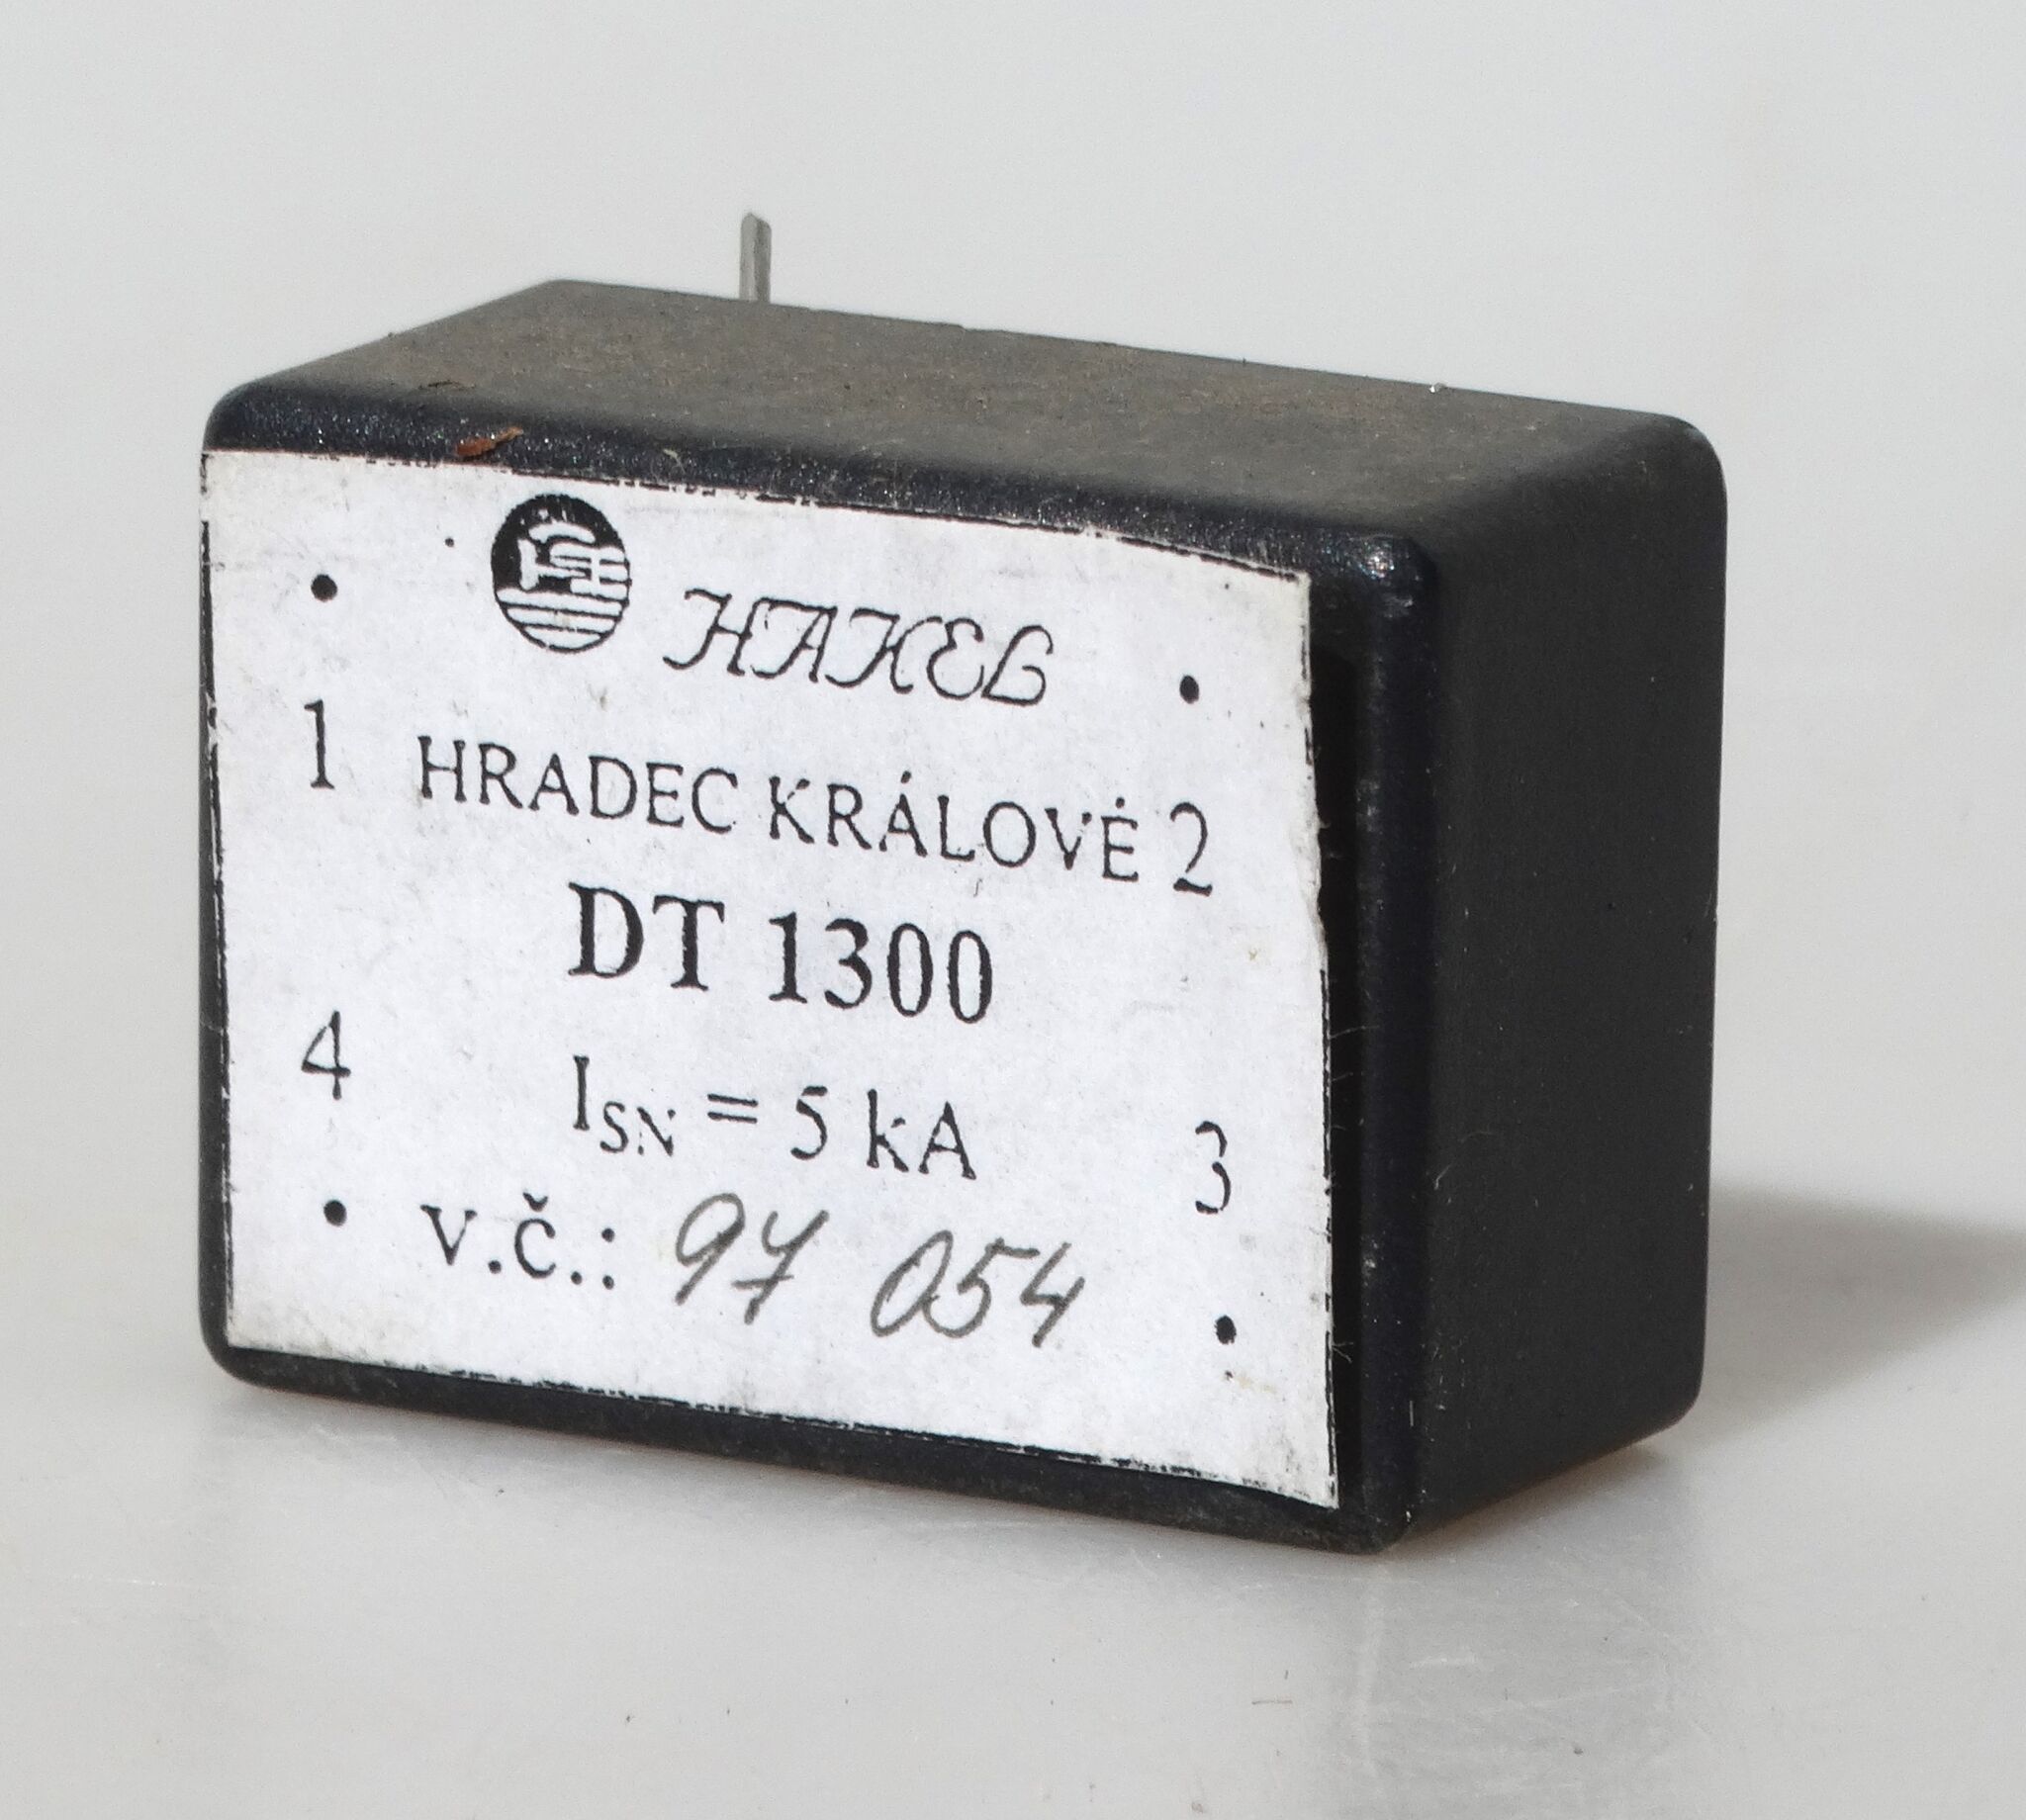 HAKEL
1 HRADEC KRÁLOVÉ 2
DT 1300
4 I_SN = 5 kA 3
v.č.: 97 054